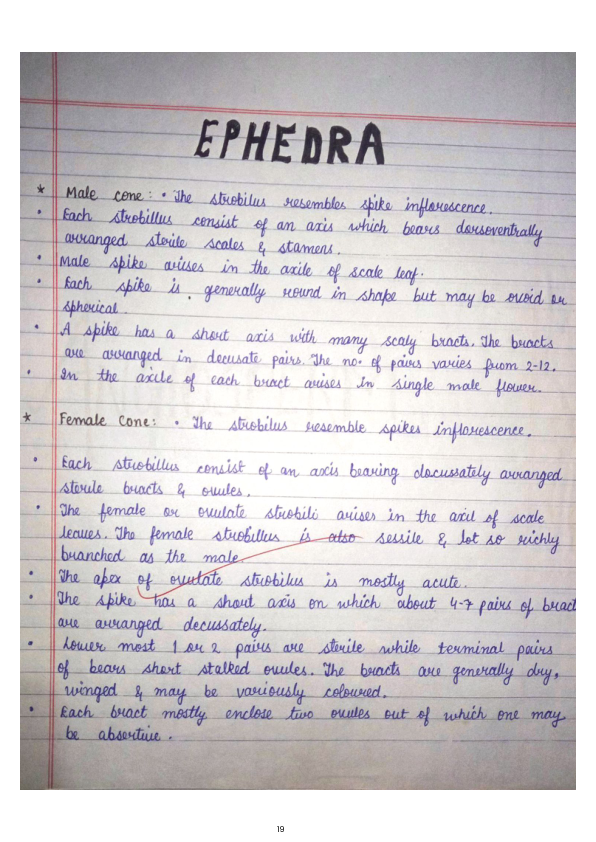 EPHEDRA
* Male cone: • The strobilus resembles spike inflorescence.
• Each strobillus consist of an axis which bears dorsoventrally
arranged sterile scales & stamens.
• Male spike arises in the axile of scale leaf.
• Each spike is generally round in shape but may be ovoid or
spherical.
• A spike has a short axis with many scaly bracts. The bracts
are arranged in decusate pairs. The no. of pairs varies from 2-12.
• In the axile of each bract arises in single male flower.
* Female Cone: • The strobilus resemble spikes inflorescence.
• Each strobillus consist of an axis bearing decussately arranged
sterile bracts & ovules.
• The female or ovulate strobili arises in the axil of scale
leaves. The female strobillus is also sessile & lot so richly
branched as the male.
• The apex of ovulate strobilus is mostly acute.
• The spike has a short axis on which about 4-7 pairs of bract
are arranged decussately.
• Lower most 1 or 2 pairs are sterile while terminal pairs
of bears short stalked ovules. The bracts are generally dry,
winged & may be variously coloured.
• Each bract mostly enclose two ovules out of which one may
be absertive.
19